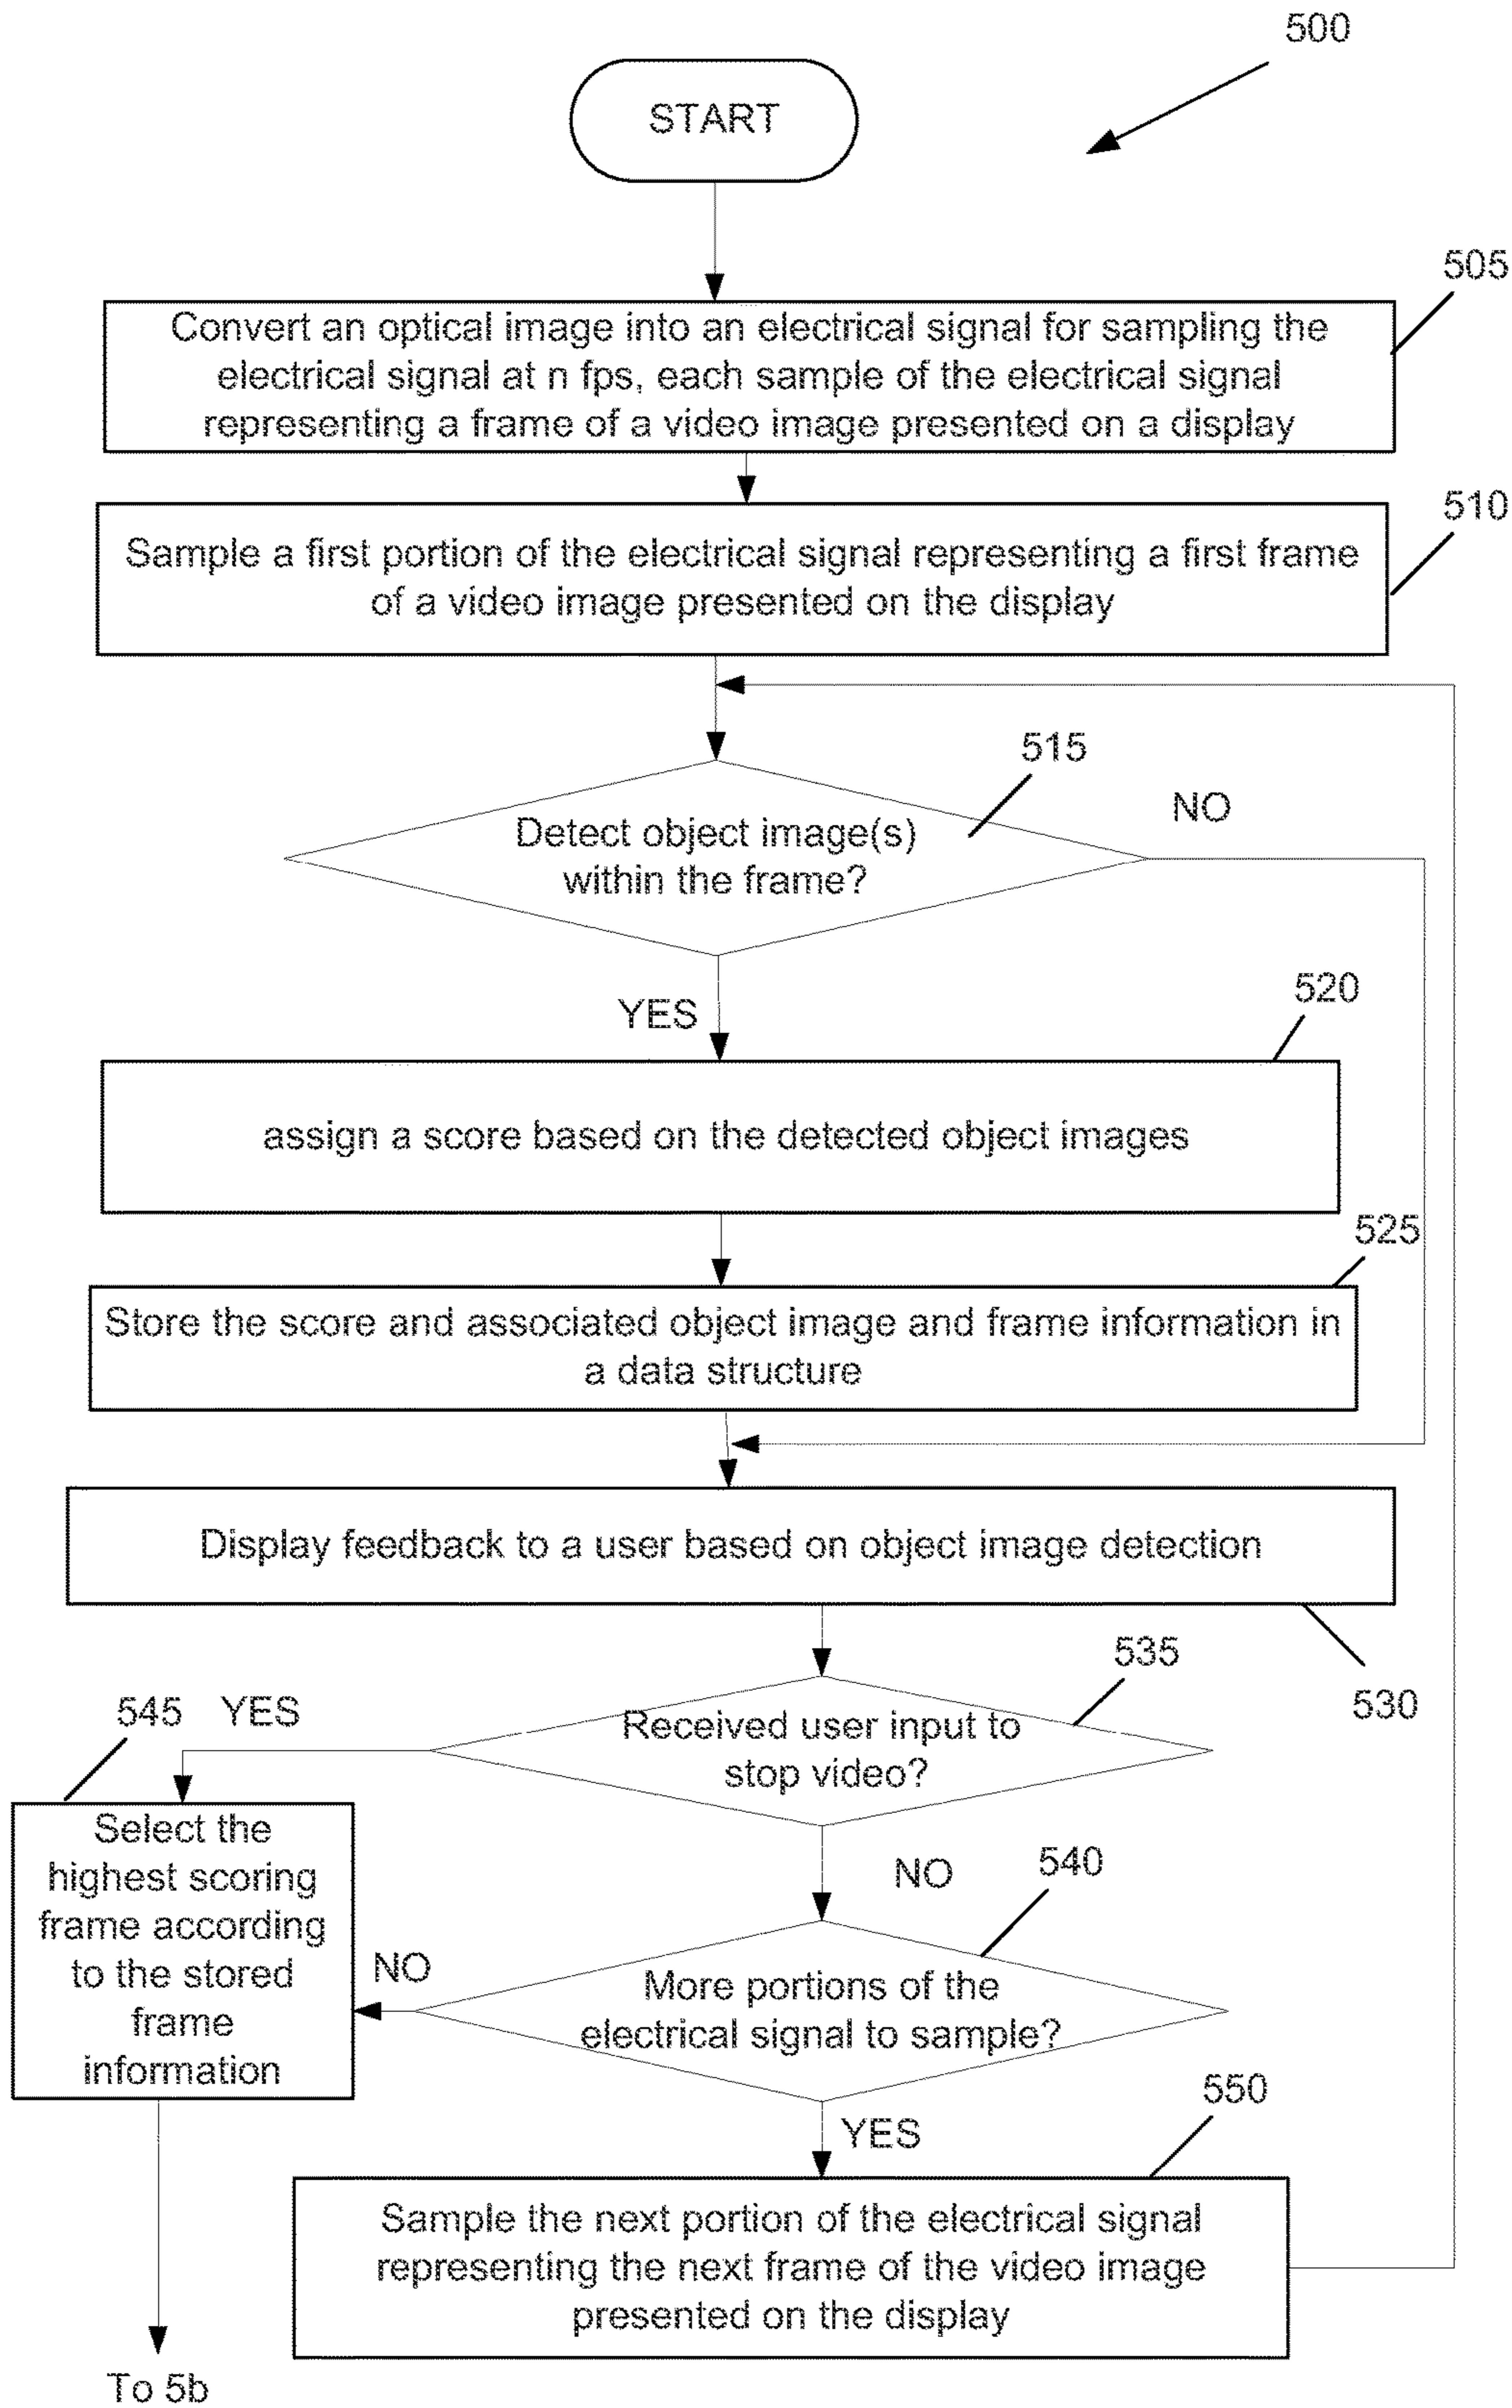 500
START
505
Convert an optical image into an electrical signal for sampling the
electrical signal at n fps, each sample of the electrical signal
representing a frame of a video image presented on a display
510
Sample a first portion of the electrical signal representing a first frame
of a video image presented on the display
515
NO
Detect object image(s)
within the frame?
YES
520
assign a score based on the detected object images
525
Store the score and associated object image and frame information in
a data structure
Display feedback to a user based on object image detection
530
535
545
YES
Received user input to
stop video?
Select the
highest scoring
frame according
to the stored
frame
information
NO
540
NO
More portions of the
electrical signal to sample?
YES
550
Sample the next portion of the electrical signal
representing the next frame of the video image
presented on the display
To 5b